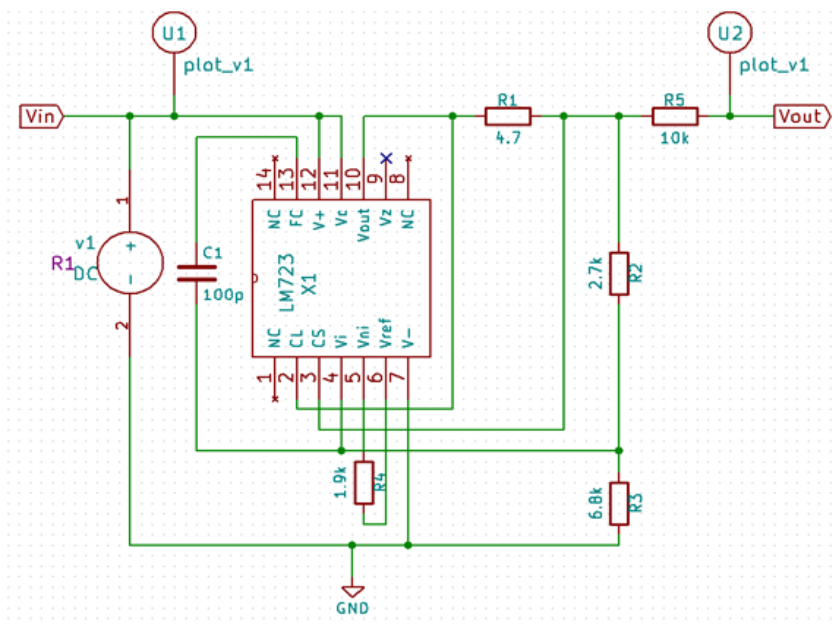 U1
plot_v1
U2
plot_v1
Vin
R1
4.7
R5
10k
Vout
14
13
12
11
10
9
8
NC
FC
V+
Vc
Vout
Vz
NC
1
v1
+
R1
DC
−
2
C1
100p
LM723
X1
2.7k
R2
NC
CL
CS
Vi
Vni
Vref
V-
1
2
3
4
5
6
7
1.9k
R4
6.8k
R3
GND